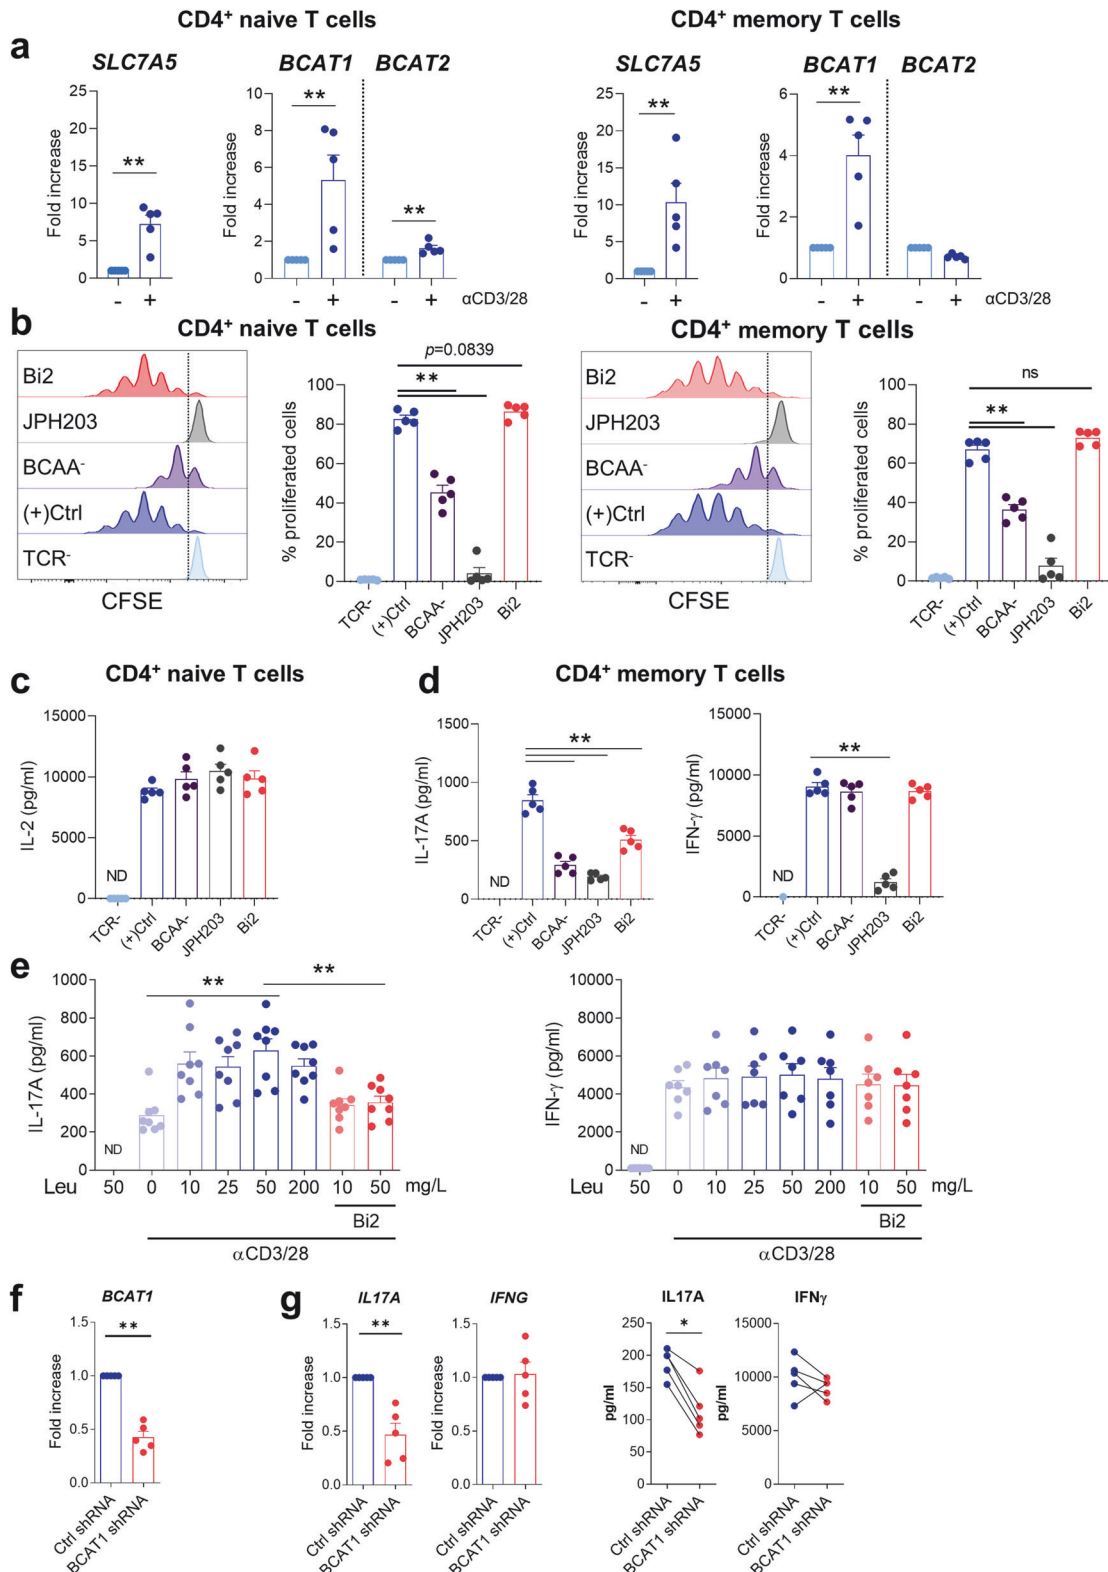 CD4⁺ naive T cells
CD4⁺ memory T cells
a
SLC7A5
BCAT1
BCAT2
SLC7A5
BCAT1
BCAT2
Fold increase
25
20
15
10
5
0
**
- +
Fold increase
10
8
6
4
2
0
**
**
- + - +
αCD3/28
Fold increase
25
20
15
10
5
0
**
- +
Fold increase
6
4
2
0
**
- + - +
αCD3/28
b
CD4⁺ naive T cells
CD4⁺ memory T cells
Bi2
JPH203
BCAA⁻
(+)Ctrl
TCR⁻
CFSE
% proliferated cells
100
80
60
40
20
0
p=0.0839
**
TCR-
(+)Ctrl
BCAA-
JPH203
Bi2
Bi2
JPH203
BCAA⁻
(+)Ctrl
TCR⁻
CFSE
% proliferated cells
100
80
60
40
20
0
ns
**
TCR-
(+)Ctrl
BCAA-
JPH203
Bi2
c
CD4⁺ naive T cells
IL-2 (pg/ml)
15000
10000
5000
0
ND
TCR-
(+)Ctrl
BCAA-
JPH203
Bi2
d
CD4⁺ memory T cells
IL-17A (pg/ml)
1500
1000
500
0
**
ND
TCR-
(+)Ctrl
BCAA-
JPH203
Bi2
IFN-γ (pg/ml)
15000
10000
5000
0
**
ND
TCR-
(+)Ctrl
BCAA-
JPH203
Bi2
e
IL-17A (pg/ml)
1000
800
600
400
200
0
**
**
ND
Leu 50 0 10 25 50 200 10 50 mg/L
Bi2
αCD3/28
IFN-γ (pg/ml)
10000
8000
6000
4000
2000
0
ND
Leu 50 0 10 25 50 200 10 50 mg/L
Bi2
αCD3/28
f
BCAT1
Fold increase
1.5
1.0
0.5
0.0
**
Ctrl shRNA
BCAT1 shRNA
g
IL17A
Fold increase
1.5
1.0
0.5
0.0
**
Ctrl shRNA
BCAT1 shRNA
IFNG
Fold increase
1.5
1.0
0.5
0.0
Ctrl shRNA
BCAT1 shRNA
IL17A
pg/ml
250
200
150
100
50
0
*
Ctrl shRNA
BCAT1 shRNA
IFNγ
pg/ml
15000
10000
5000
0
Ctrl shRNA
BCAT1 shRNA